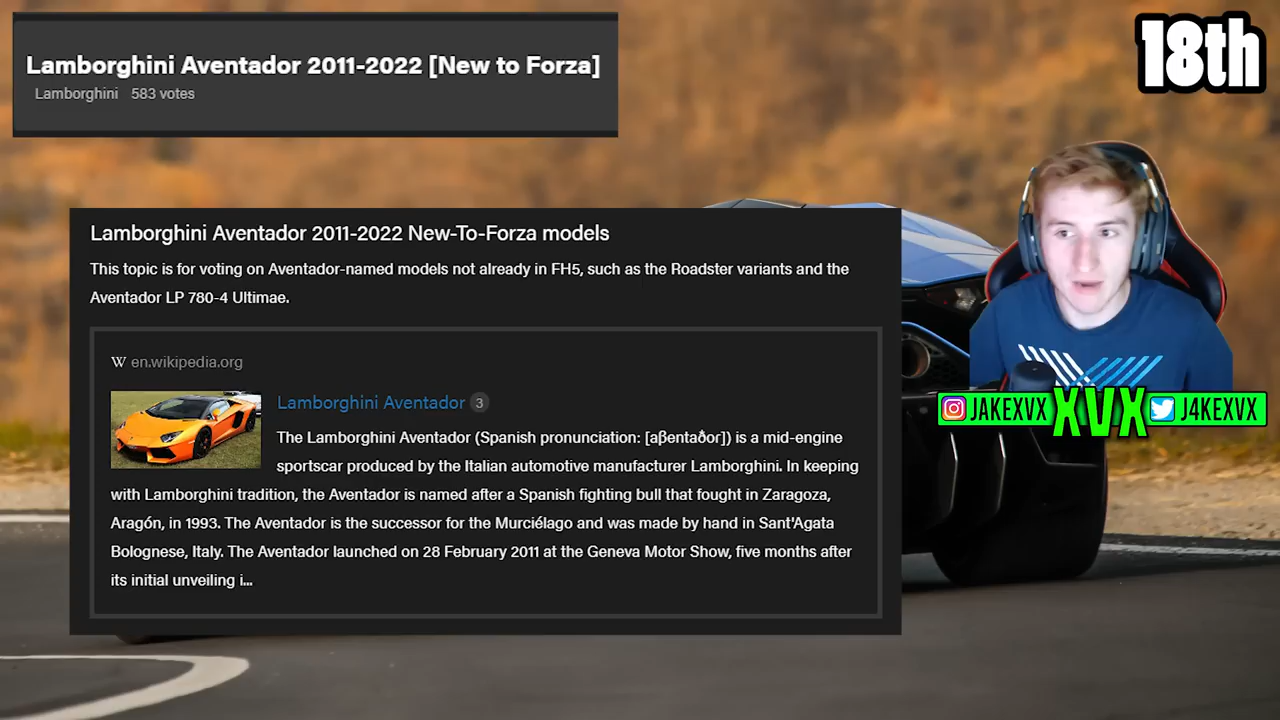 Lamborghini Aventador 2011-2022 [New to Forza]
Lamborghini 583 votes
18th
Lamborghini Aventador 2011-2022 New-To-Forza models
This topic is for voting on Aventador-named models not already in FH5, such as the Roadster variants and the
Aventador LP 780-4 Ultimae.
W en.wikipedia.org
Lamborghini Aventador 3
The Lamborghini Aventador (Spanish pronunciation: [aβentaˈðoɾ]) is a mid-engine
sportscar produced by the Italian automotive manufacturer Lamborghini. In keeping
with Lamborghini tradition, the Aventador is named after a Spanish fighting bull that fought in Zaragoza,
Aragón, in 1993. The Aventador is the successor for the Murciélago and was made by hand in Sant'Agata
Bolognese, Italy. The Aventador launched on 28 February 2011 at the Geneva Motor Show, five months after
its initial unveiling i...
JAKEXVX XVX J4KEXVX